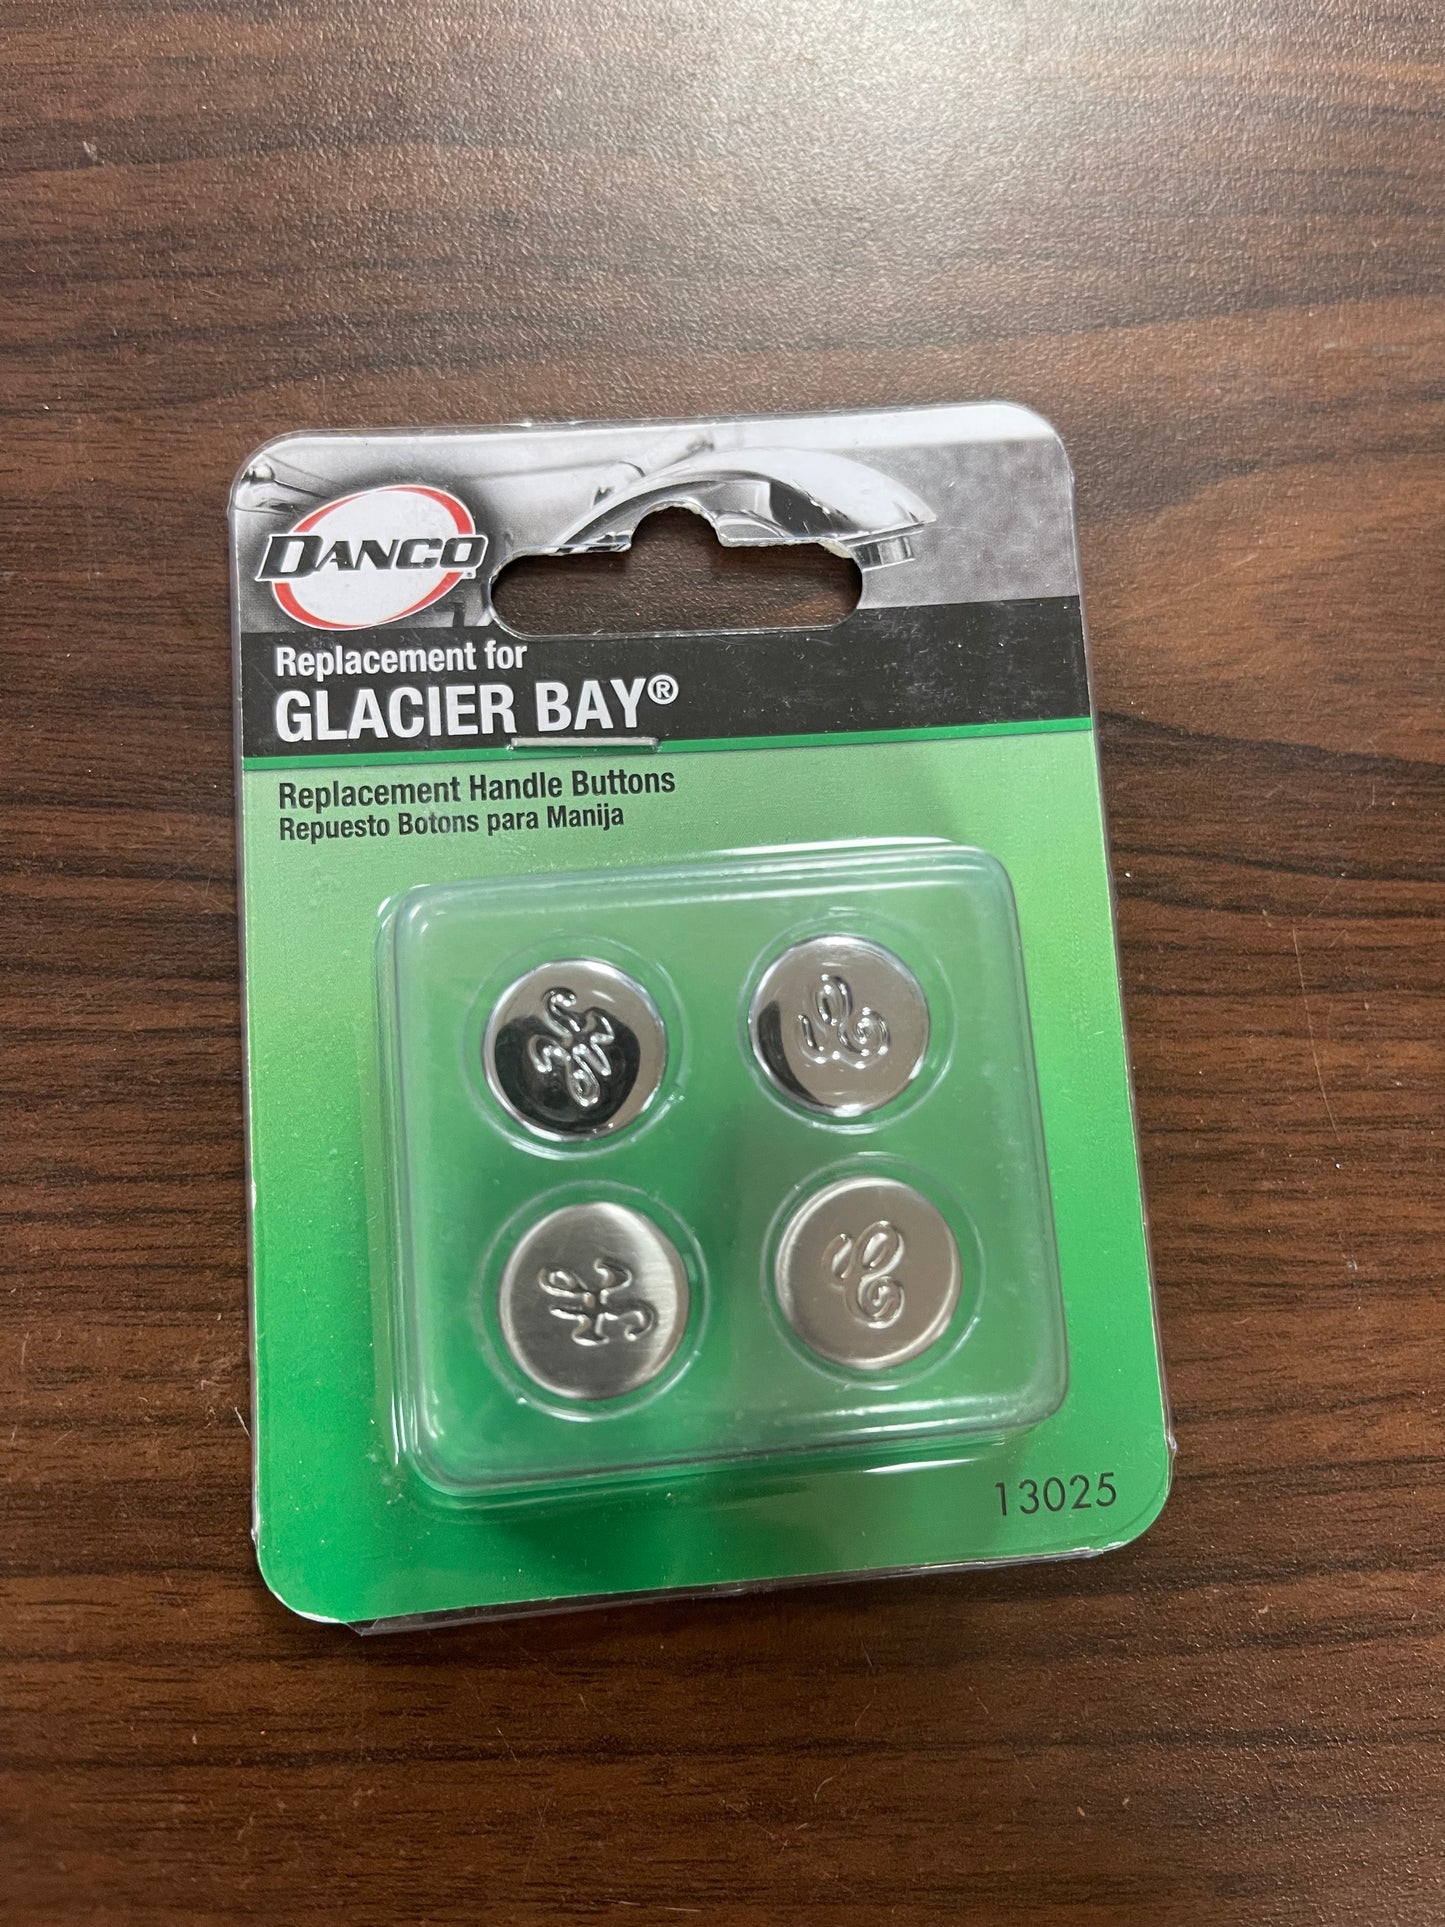 DANCO
Replacement for
GLACIER BAY®
Replacement Handle Buttons
Repuesto Botons para Manija
H
C
H
C
13025